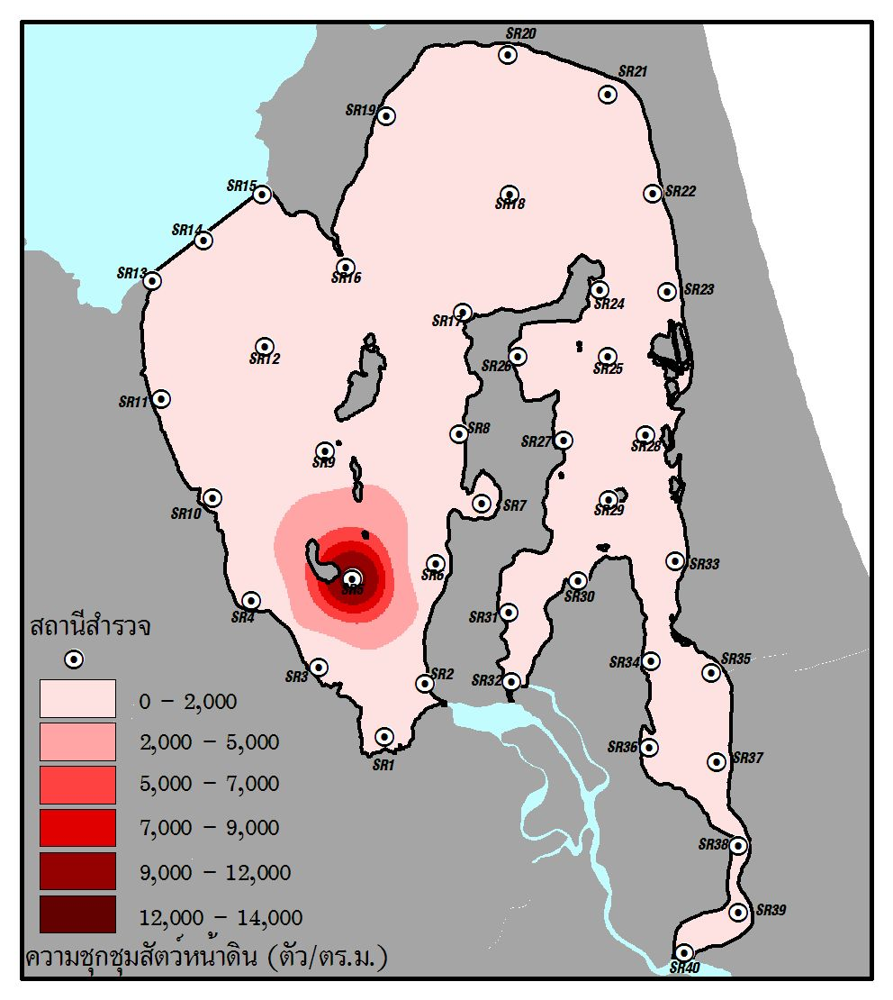 SR20
SR21
SR19
SR15
SR22
SR18
SR14
SR13
SR16
SR23
SR24
SR17
SR12
SR26
SR25
SR11
SR8
SR27
SR28
SR9
SR10
SR7
SR29
SR6
SR33
SR5
SR30
SR4
SR31
SR3
SR2
SR32
SR34
SR35
SR1
SR36
SR37
SR38
SR39
SR40
สถานีสำรวจ
0 - 2,000
2,000 - 5,000
5,000 - 7,000
7,000 - 9,000
9,000 - 12,000
12,000 - 14,000
ความชุกชุมสัตว์หน้าดิน (ตัว/ตร.ม.)